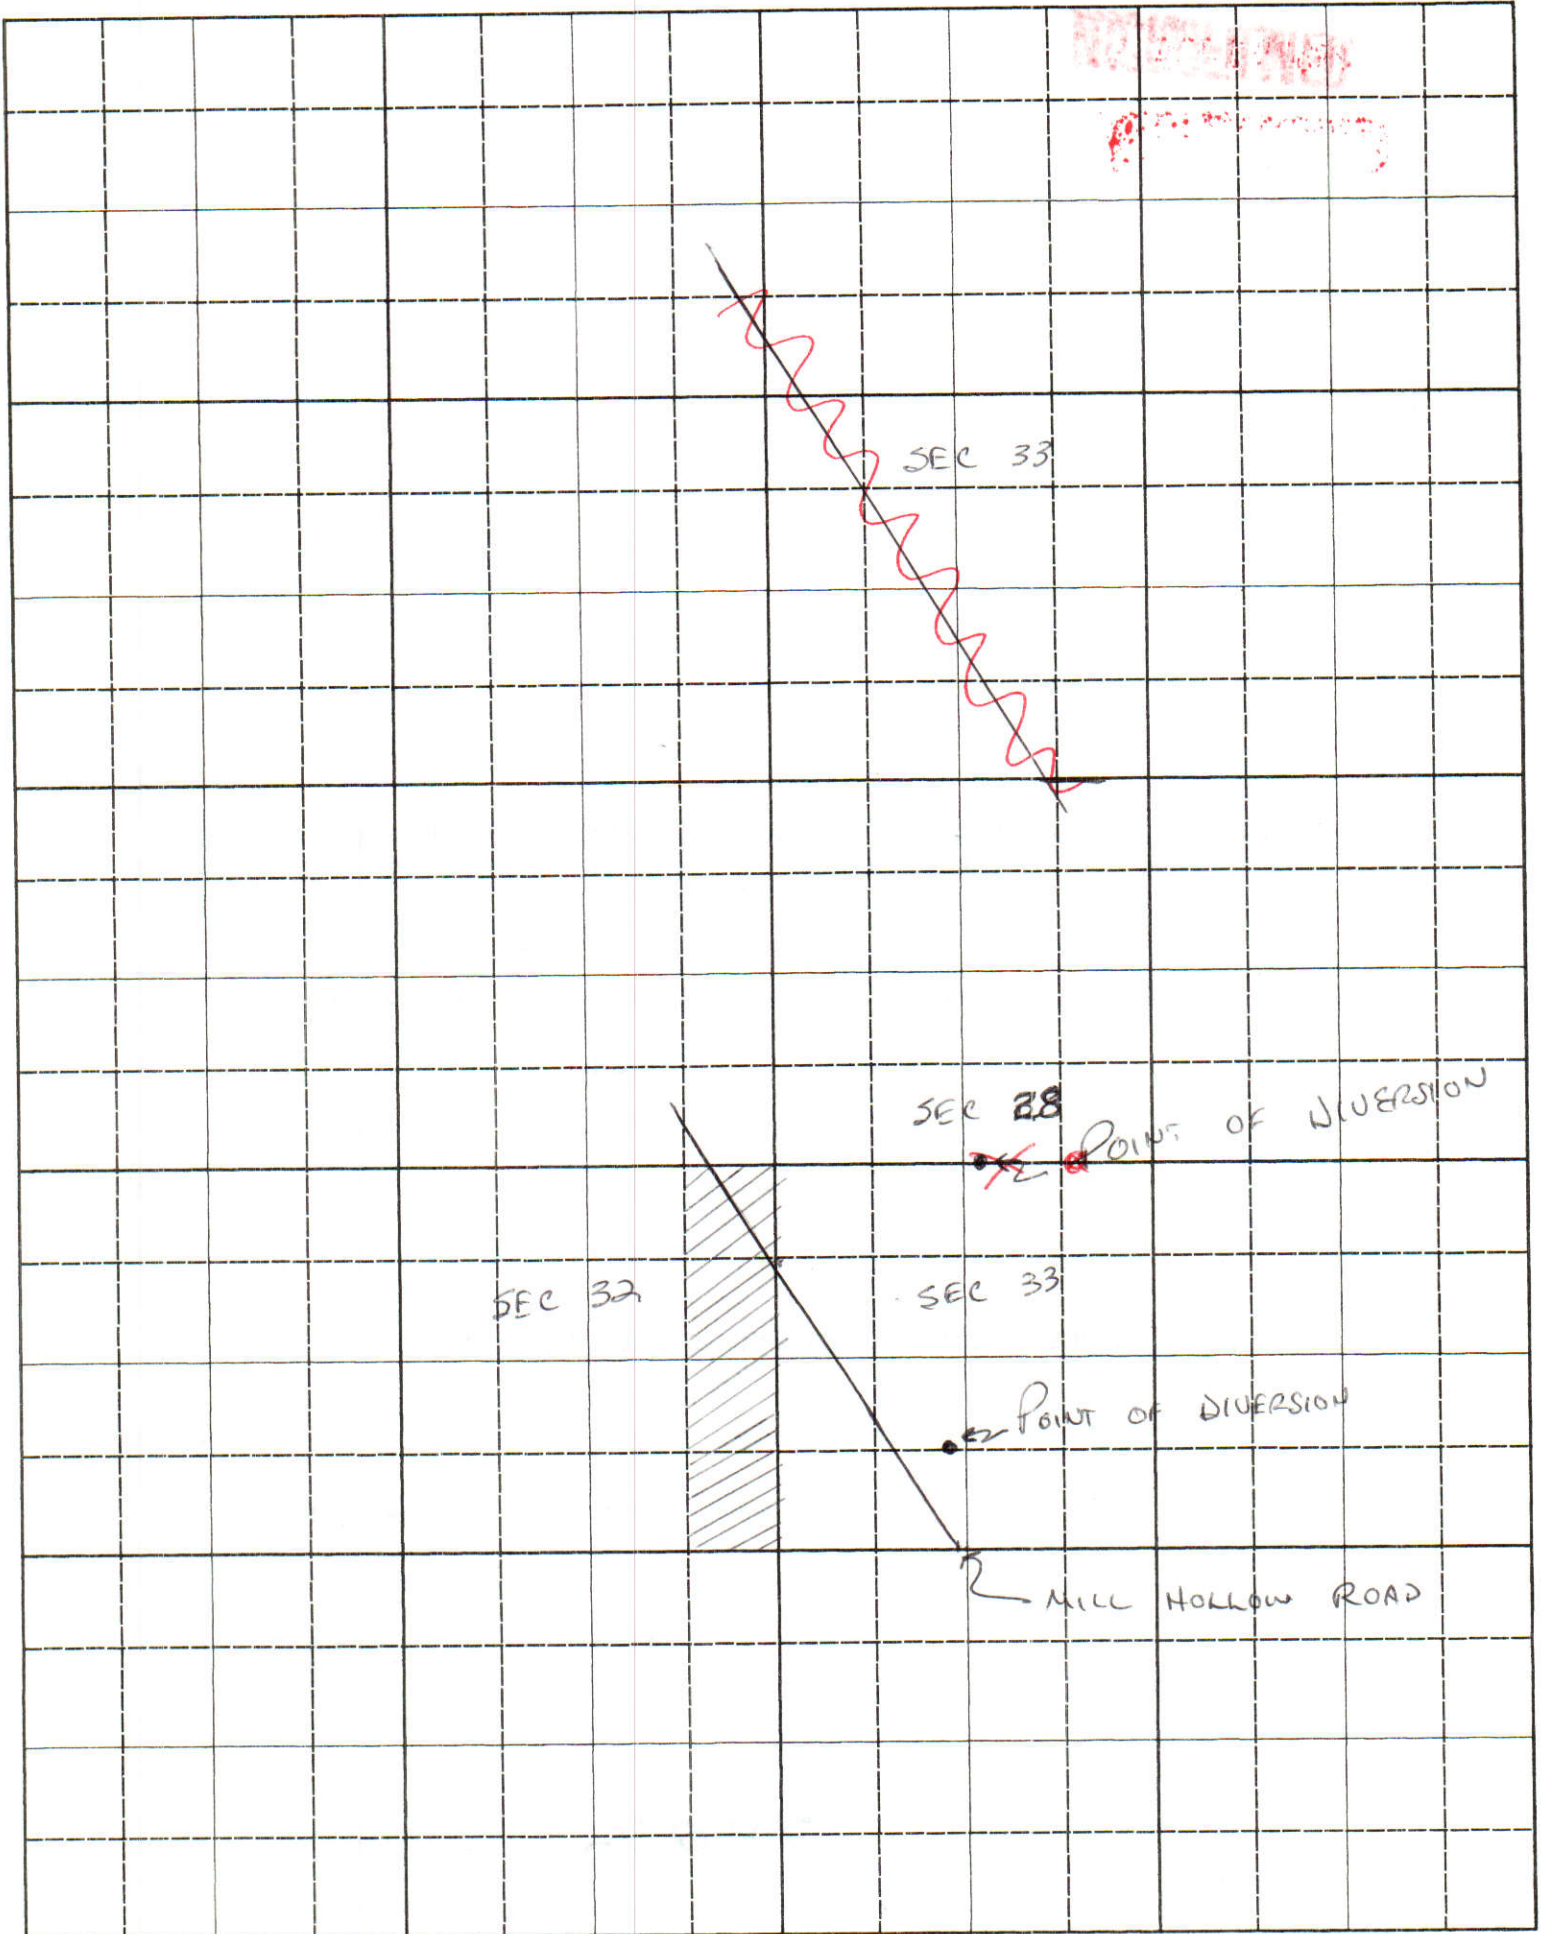 SEC 33
SEC 28
POINT OF DIVERSION
SEC 32
SEC 33
POINT OF DIVERSION
MILL HOLLOW ROAD